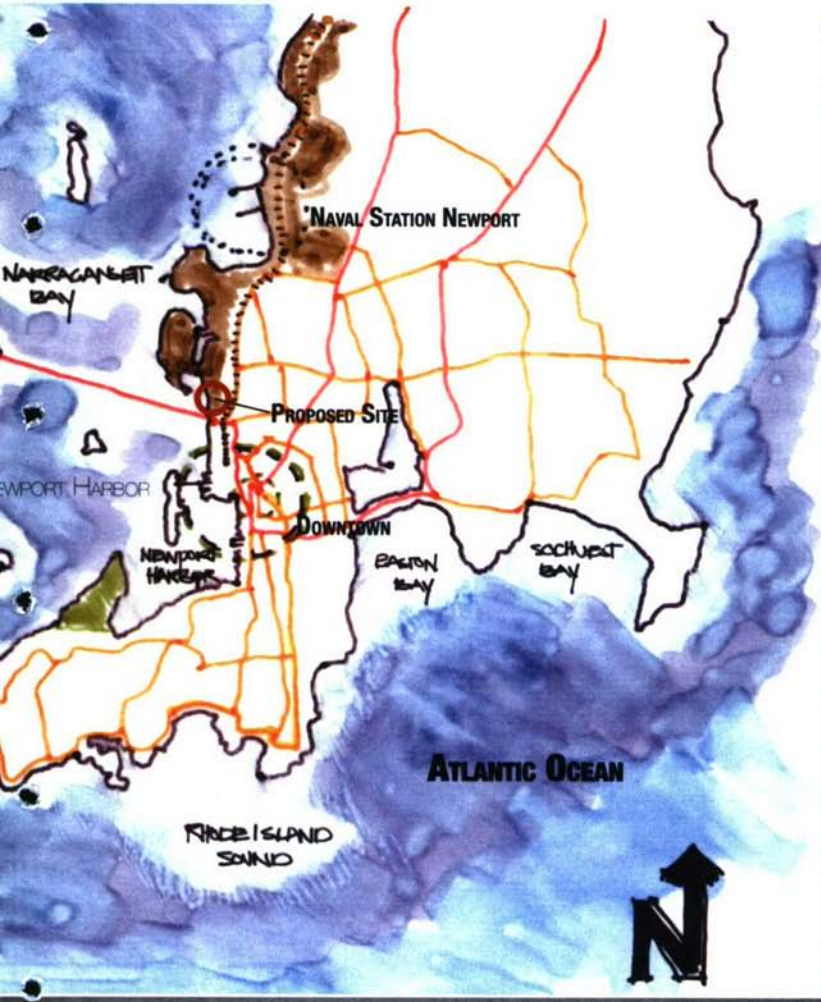 NAVAL STATION NEWPORT
NARRAGANSETT
BAY
PROPOSED SITE
EWPORT HARBOR
DOWNTOWN
NEWPORT
HARBOR
EASTON
BAY
SACHUEST
BAY
ATLANTIC OCEAN
RHODE ISLAND
SOUND
N